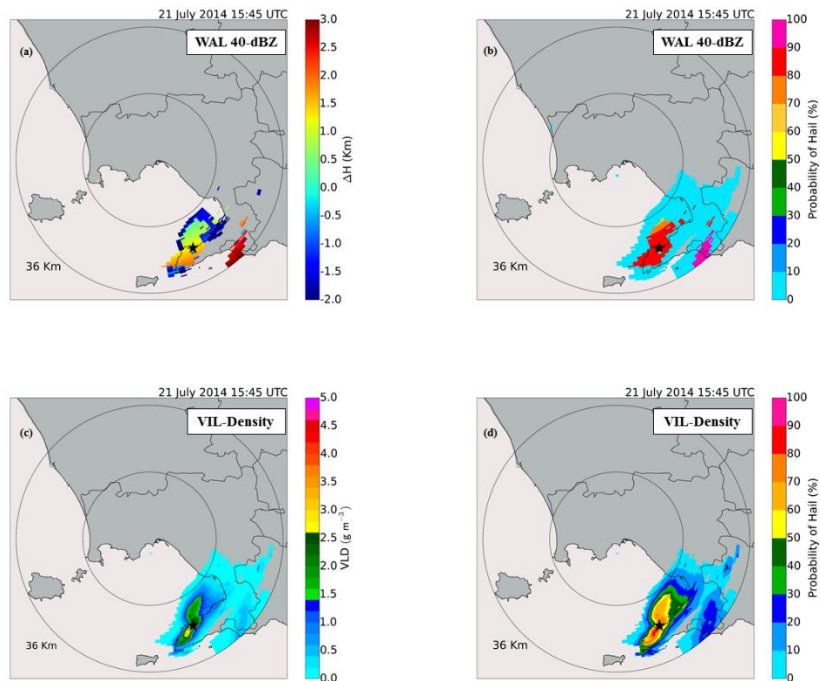 21 July 2014 15:45 UTC
(a)
WAL 40-dBZ
36 Km
3.0
2.5
2.0
1.5
1.0
0.5
0.0
-0.5
-1.0
-1.5
-2.0
ΔH (Km)
21 July 2014 15:45 UTC
(b)
WAL 40-dBZ
36 Km
100
90
80
70
60
50
40
30
20
10
0
Probability of Hail (%)
21 July 2014 15:45 UTC
(c)
VIL-Density
36 Km
5.0
4.5
4.0
3.5
3.0
2.5
2.0
1.5
1.0
0.5
0.0
VLD (g m⁻³)
21 July 2014 15:45 UTC
(d)
VIL-Density
36 Km
100
90
80
70
60
50
40
30
20
10
0
Probability of Hail (%)